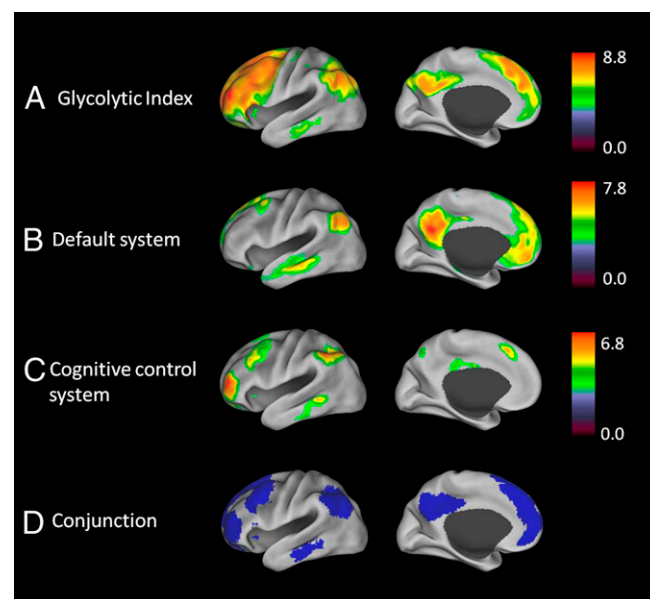 A Glycolytic Index
8.8
0.0
B Default system
7.8
0.0
C Cognitive control
system
6.8
0.0
D Conjunction